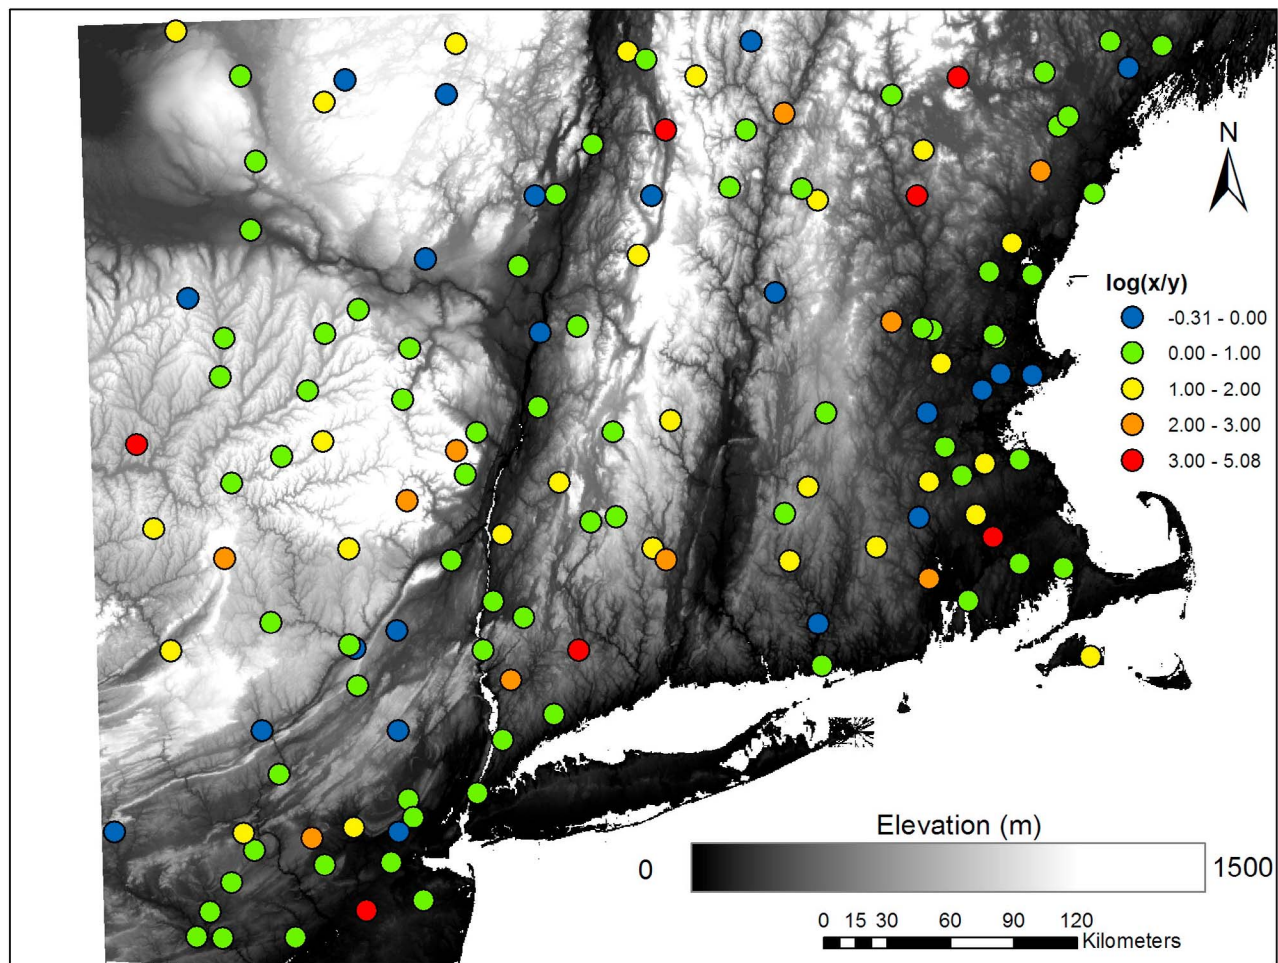 N
log(x/y)
-0.31 - 0.00
0.00 - 1.00
1.00 - 2.00
2.00 - 3.00
3.00 - 5.08
Elevation (m)
0 1500
0 15 30 60 90 120
Kilometers